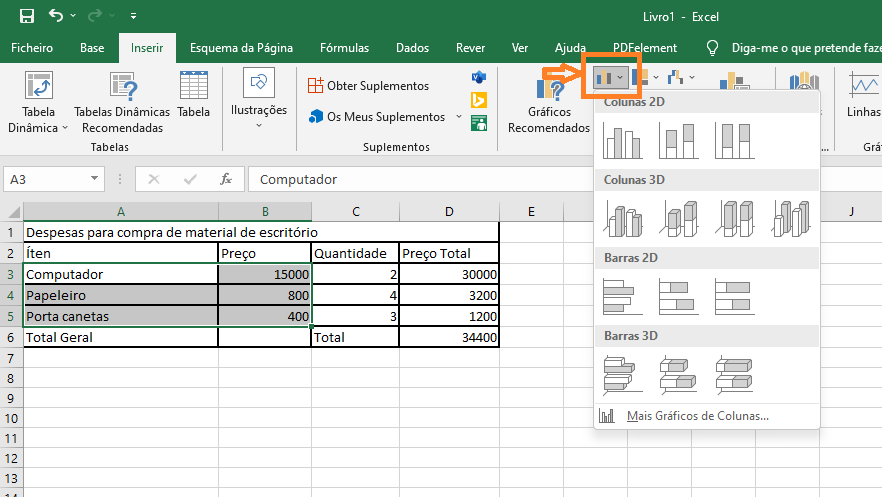 Livro1 - Excel
Ficheiro Base Inserir Esquema da Página Fórmulas Dados Rever Ver Ajuda PDFelement Diga-me o que pretende faze
Tabela Dinâmica
Tabelas Dinâmicas Recomendadas
Tabela
Tabelas
Ilustrações
Obter Suplementos
Os Meus Suplementos
Suplementos
Gráficos Recomendados
Linhas
Grá
A3 fx Computador
A B C D E J
1 Despesas para compra de material de escritório
2 Íten Preço Quantidade Preço Total
3 Computador 15000 2 30000
4 Papeleiro 800 4 3200
5 Porta canetas 400 3 1200
6 Total Geral Total 34400
7
8
9
10
11
12
13
Colunas 2D
Colunas 3D
Barras 2D
Barras 3D
Mais Gráficos de Colunas...